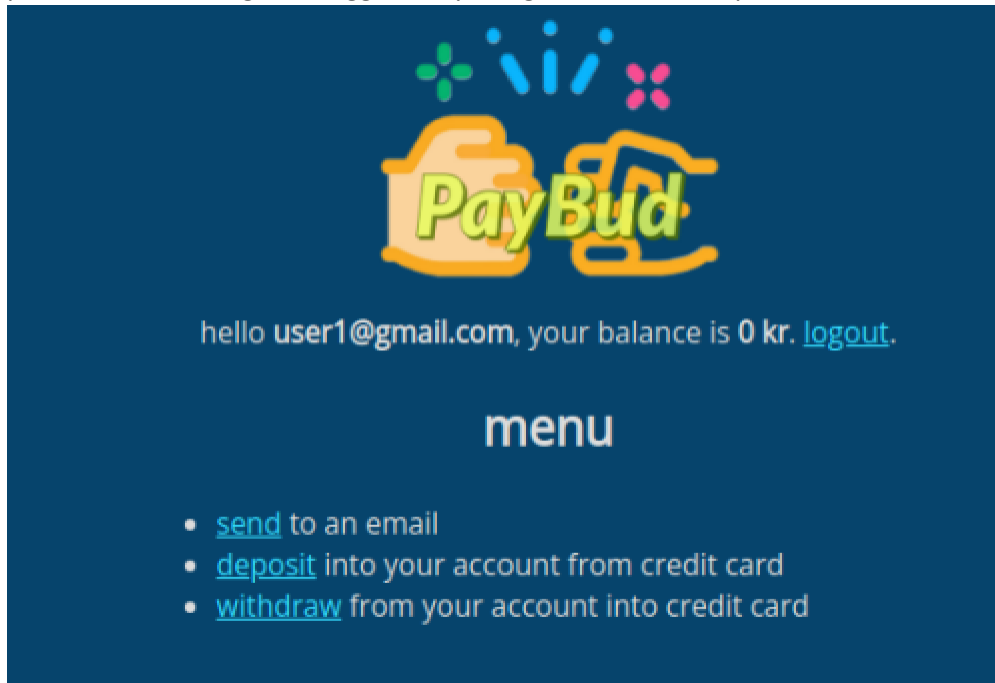 PayBud
hello user1@gmail.com, your balance is 0 kr. logout.
menu
send to an email
deposit into your account from credit card
withdraw from your account into credit card